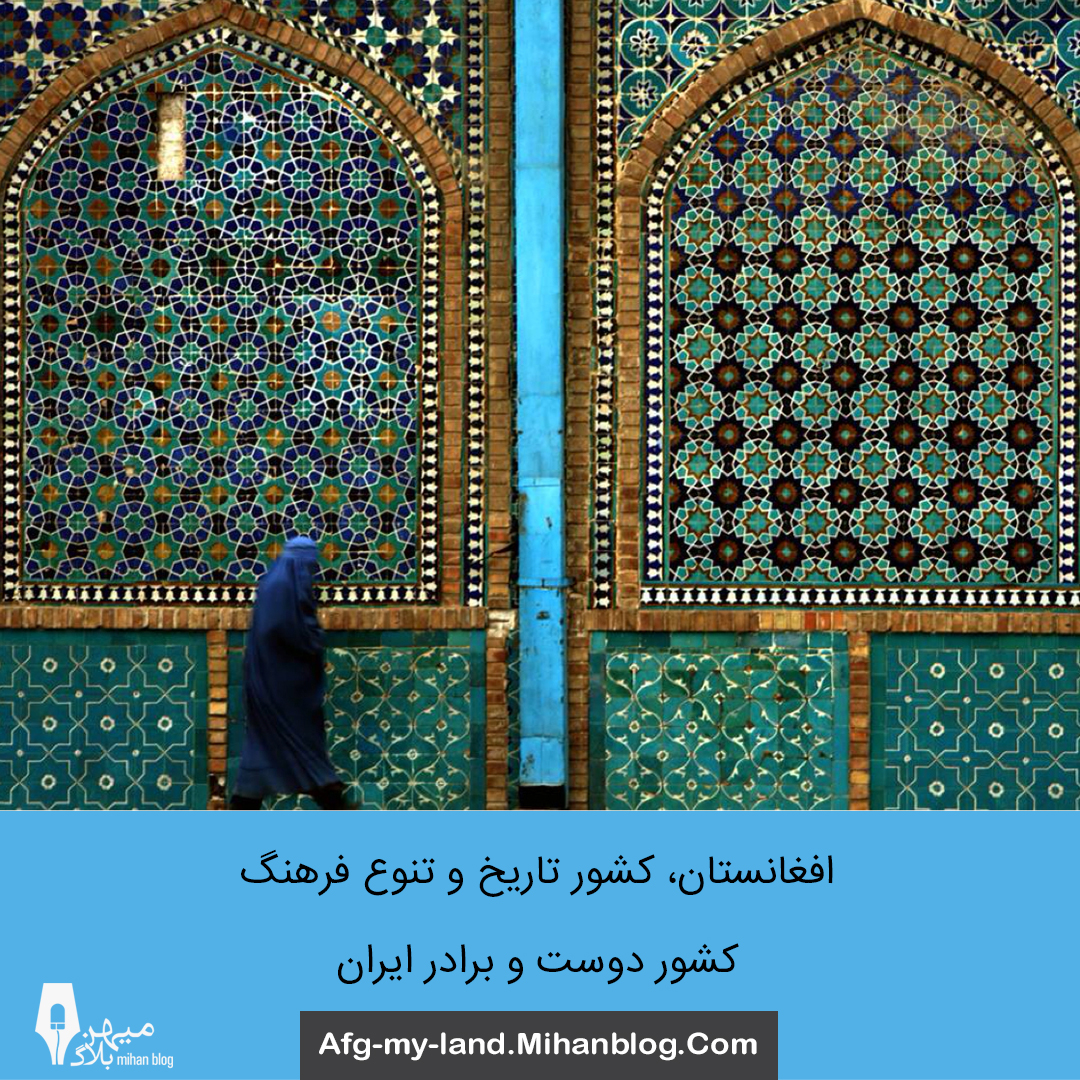 افغانستان، کشور تاریخ و تنوع فرهنگ
کشور دوست و برادر ایران
میهن
بلاگ
mihan blog
Afg-my-land.Mihanblog.Com